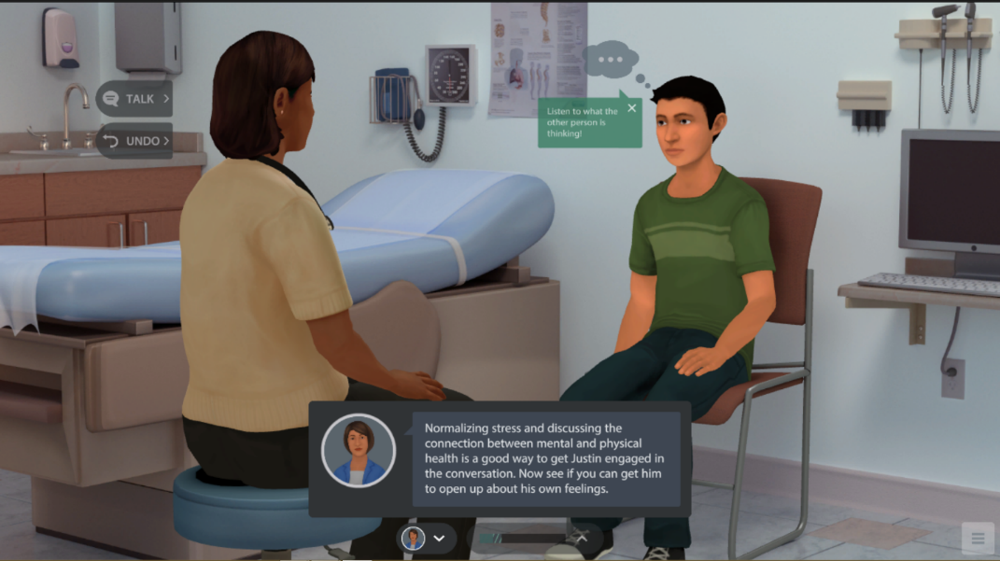 TALK
UNDO
Listen to what the
other person is
thinking!
Normalizing stress and discussing the
connection between mental and physical
health is a good way to get Justin engaged in
the conversation. Now see if you can get him
to open up about his own feelings.